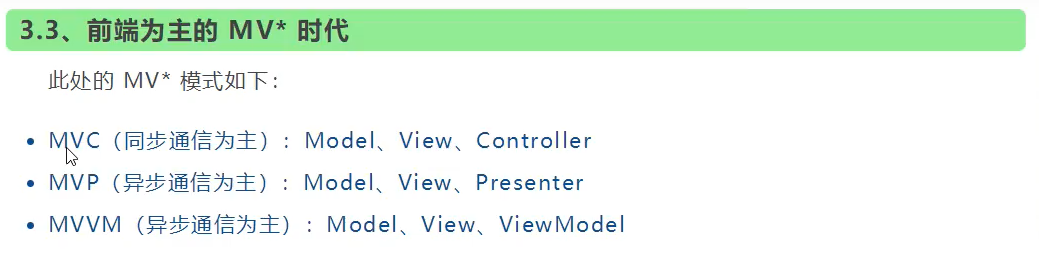 3.3、前端为主的 MV* 时代
此处的 MV* 模式如下：
• MVC（同步通信为主）：Model、View、Controller
• MVP（异步通信为主）：Model、View、Presenter
• MVVM（异步通信为主）：Model、View、ViewModel